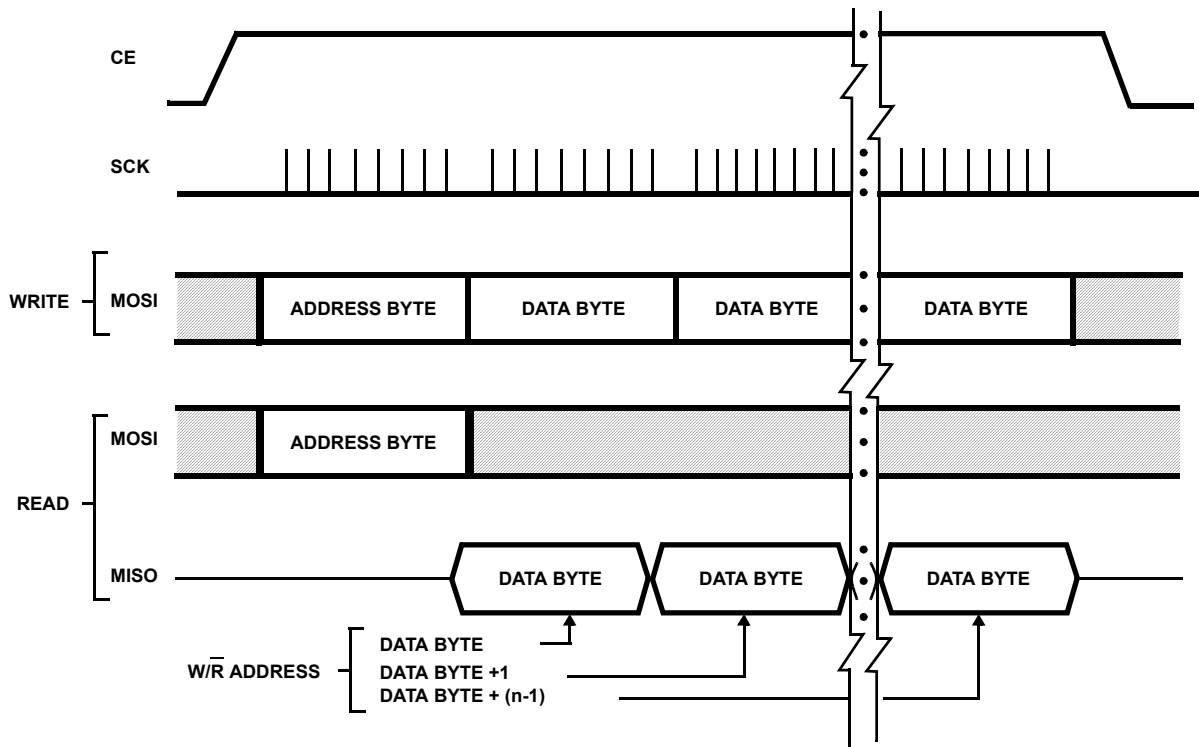 CE
SCK
WRITE
MOSI
ADDRESS BYTE
DATA BYTE
DATA BYTE
DATA BYTE
READ
MOSI
ADDRESS BYTE
MISO
DATA BYTE
DATA BYTE
DATA BYTE
W/R̅ ADDRESS
DATA BYTE
DATA BYTE +1
DATA BYTE + (n-1)